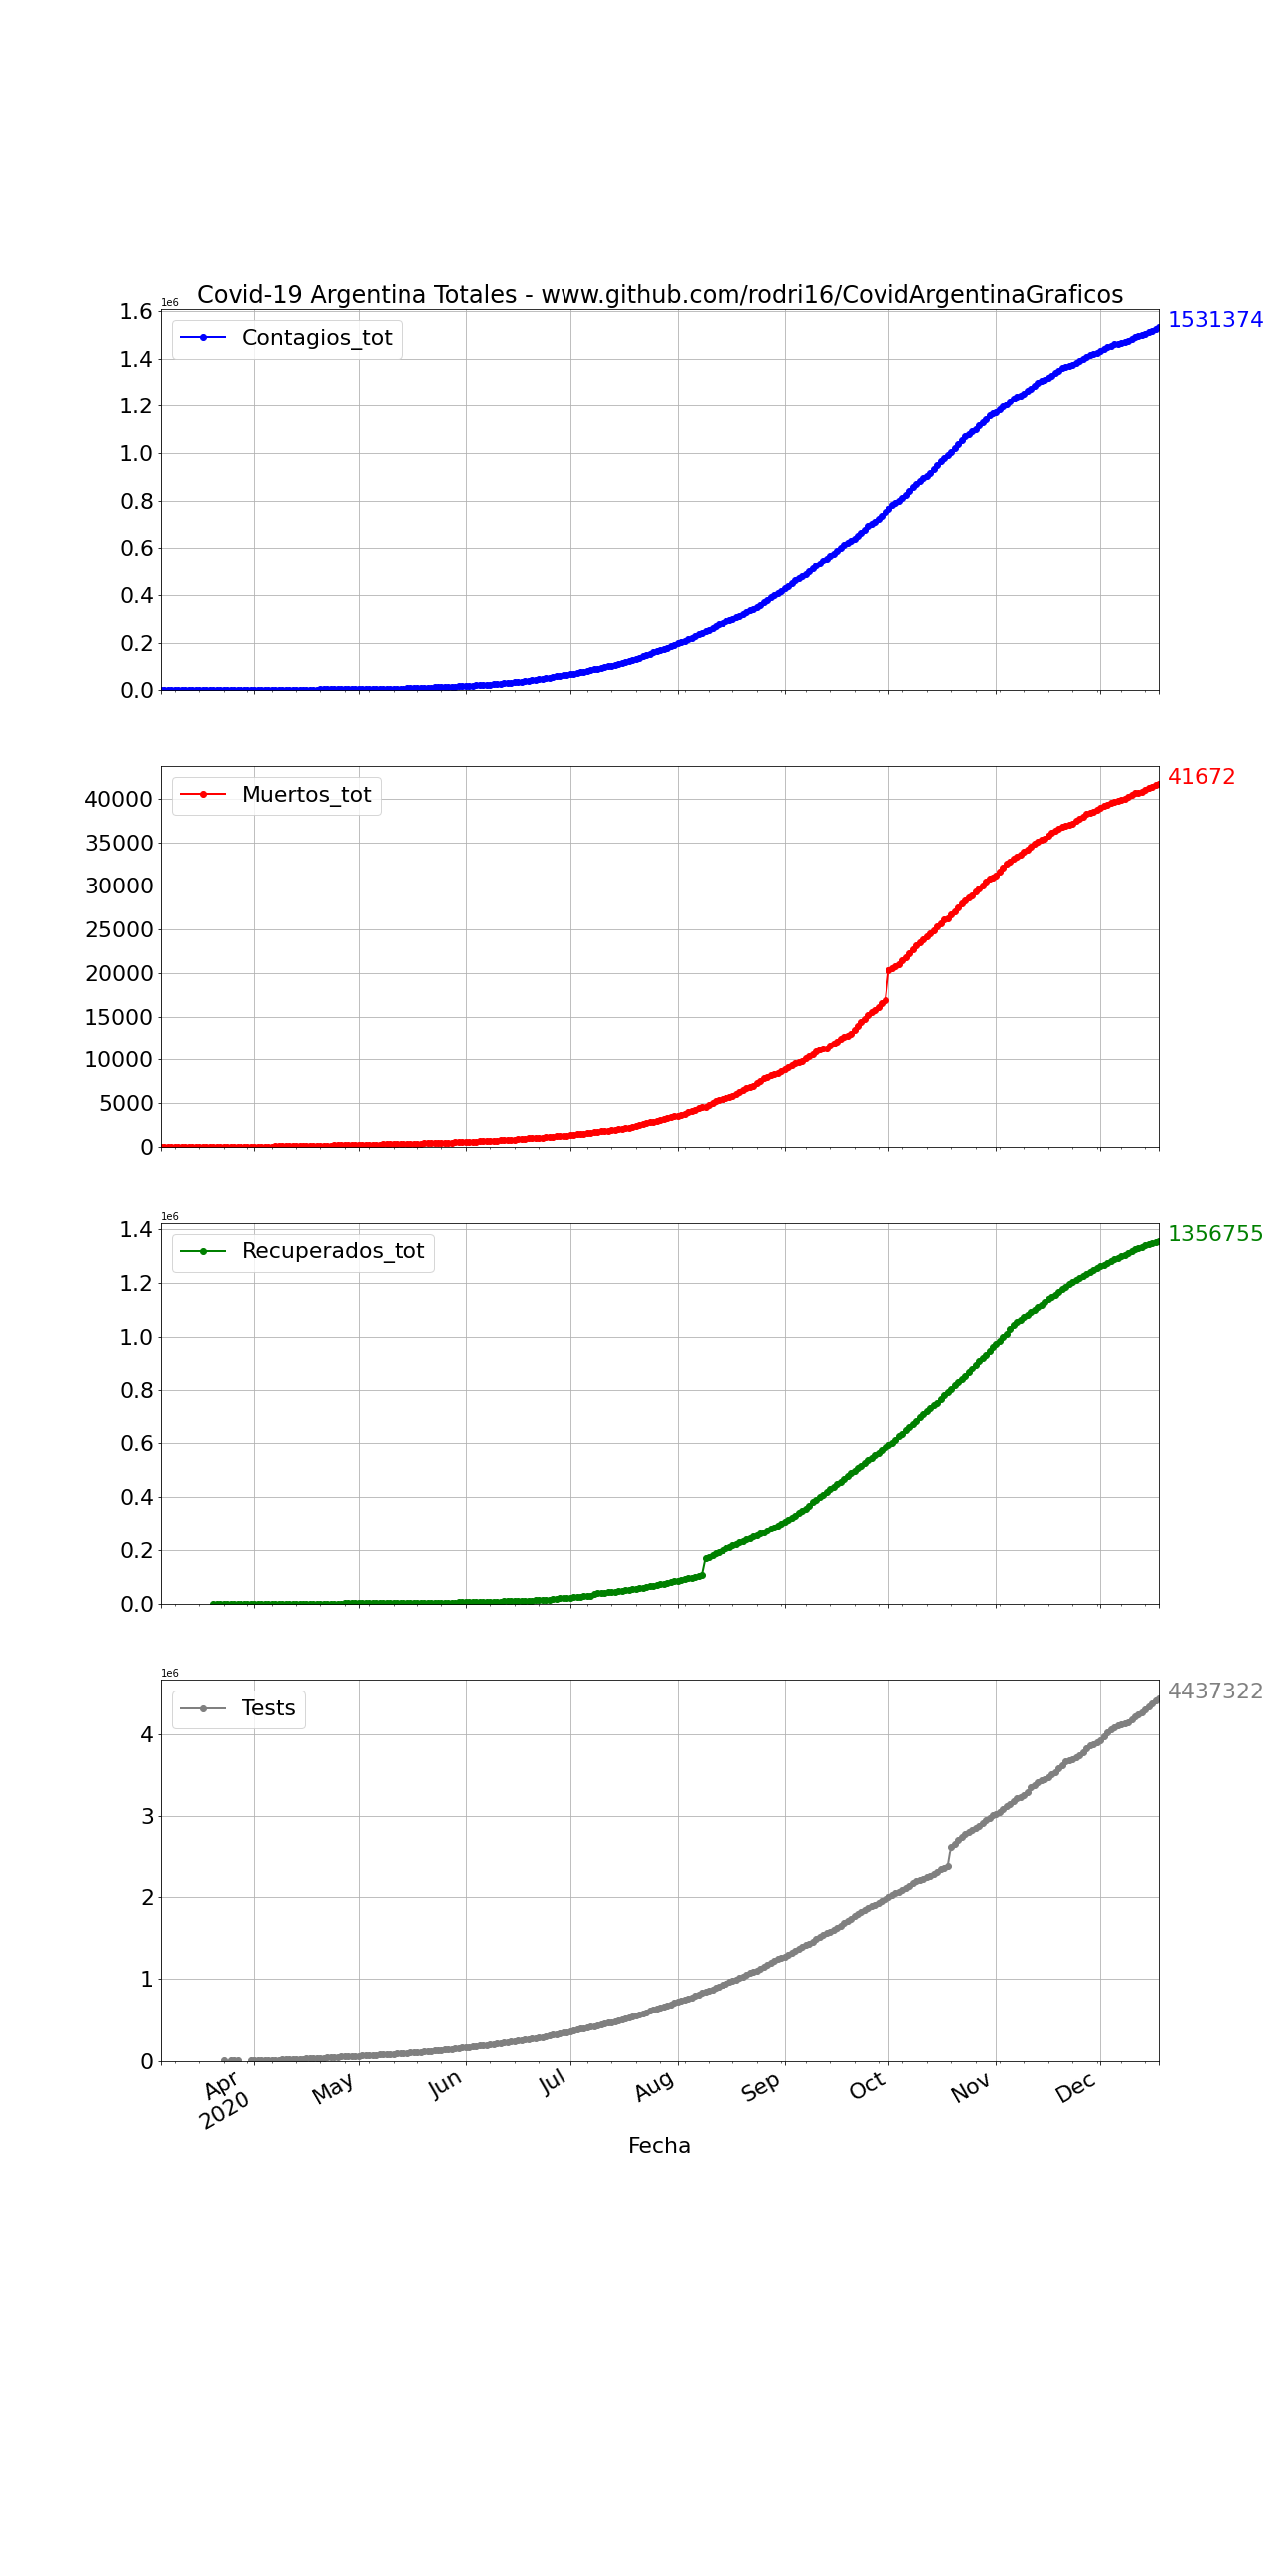 Covid-19 Argentina Totales - www.github.com/rodri16/CovidArgentinaGraficos
1e6
1.6
1.4
1.2
1.0
0.8
0.6
0.4
0.2
0.0
Contagios_tot
1531374
40000
35000
30000
25000
20000
15000
10000
5000
0
Muertos_tot
41672
1e6
1.4
1.2
1.0
0.8
0.6
0.4
0.2
0.0
Recuperados_tot
1356755
1e6
4
3
2
1
0
Tests
4437322
Apr
2020
May
Jun
Jul
Aug
Sep
Oct
Nov
Dec
Fecha